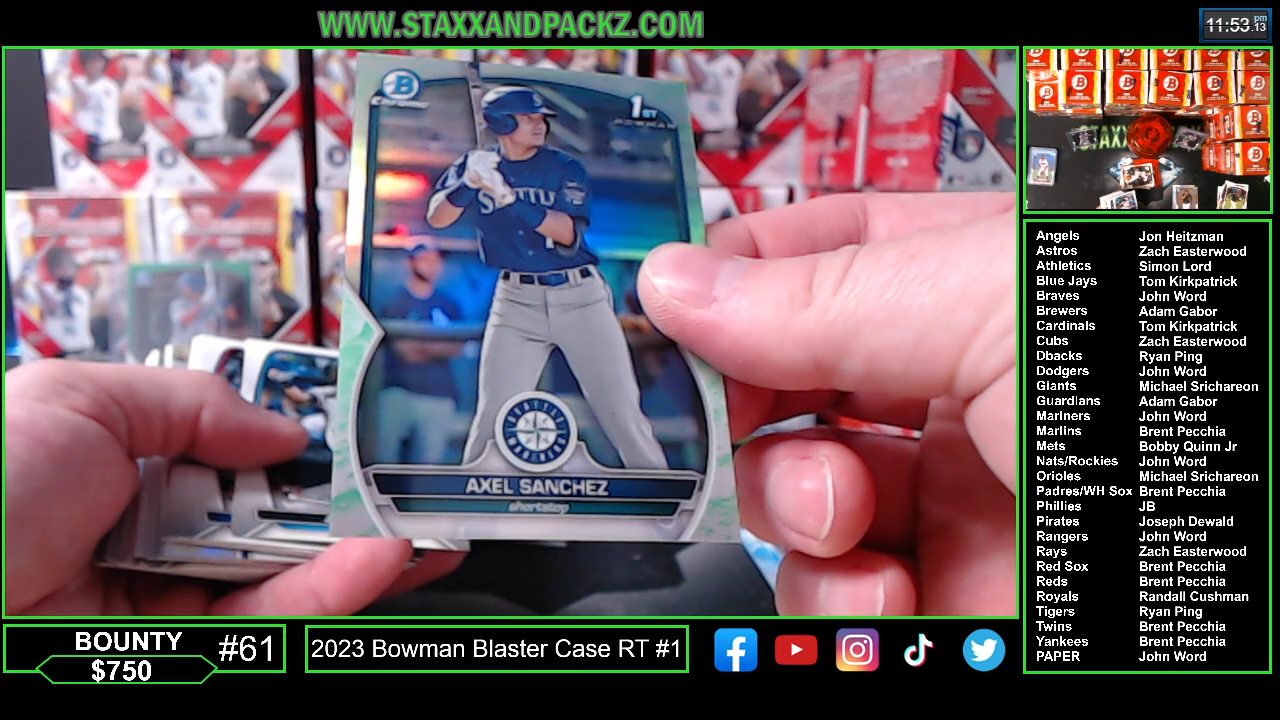 WWW.STAXXANDPACKZ.COM
11:53 pm .13
CHROME
1ST
BOWMAN
SEATTLE
AXEL SANCHEZ
shortstop
STAXX
Angels Jon Heitzman
Astros Zach Easterwood
Athletics Simon Lord
Blue Jays Tom Kirkpatrick
Braves John Word
Brewers Adam Gabor
Cardinals Tom Kirkpatrick
Cubs Zach Easterwood
Dbacks Ryan Ping
Dodgers John Word
Giants Michael Srichareon
Guardians Adam Gabor
Mariners John Word
Marlins Brent Pecchia
Mets Bobby Quinn Jr
Nats/Rockies John Word
Orioles Michael Srichareon
Padres/WH Sox Brent Pecchia
Phillies JB
Pirates Joseph Dewald
Rangers John Word
Rays Zach Easterwood
Red Sox Brent Pecchia
Reds Brent Pecchia
Royals Randall Cushman
Tigers Ryan Ping
Twins Brent Pecchia
Yankees Brent Pecchia
PAPER John Word
BOUNTY
$750
#61
2023 Bowman Blaster Case RT #1